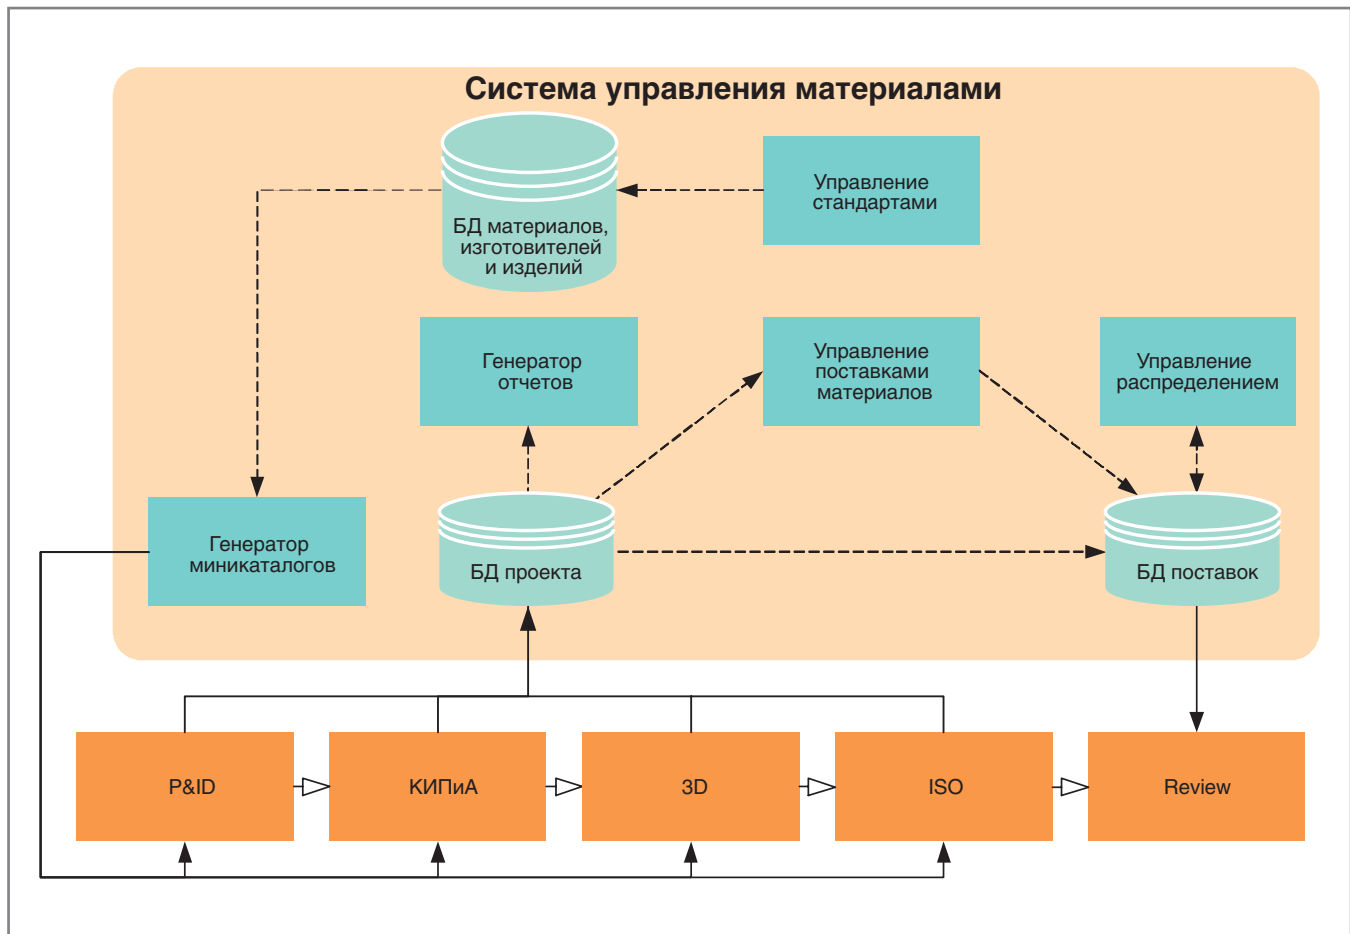 Система управления материалами
Управление
стандартами
БД материалов,
изготовителей
и изделий
Генератор
отчетов
Управление
поставками
материалов
Управление
распределением
Генератор
миникаталогов
БД проекта
БД поставок
P&ID
КИПиА
3D
ISO
Review